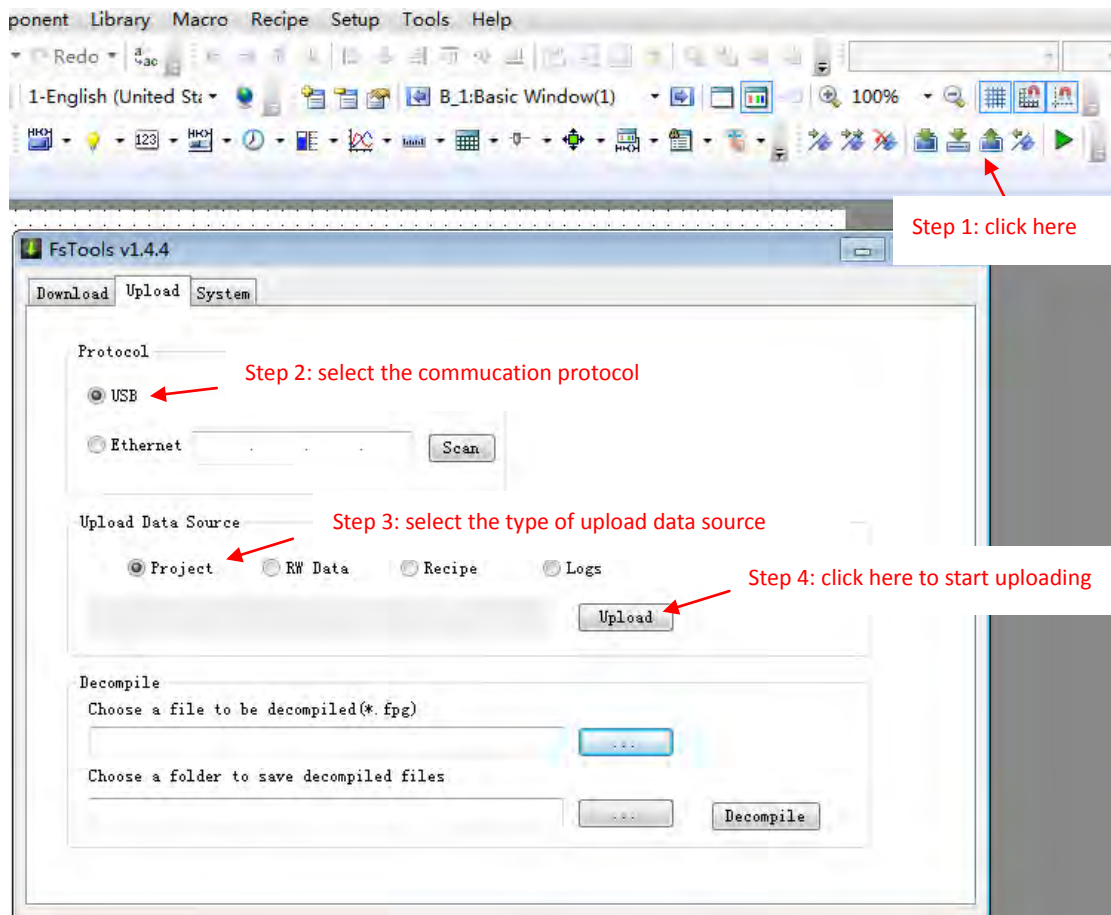 ponent Library Macro Recipe Setup Tools Help
Redo
1-English (United Sta B_1:Basic Window(1) 100%
123
Step 1: click here
FsTools v1.4.4
Download Upload System
Protocol
Step 2: select the commucation protocol
USB
Ethernet . . . Scan
Upload Data Source
Step 3: select the type of upload data source
Project RW Data Recipe Logs
Step 4: click here to start uploading
Upload
Decompile
Choose a file to be decompiled(*.fpg)
...
Choose a folder to save decompiled files
... Decompile